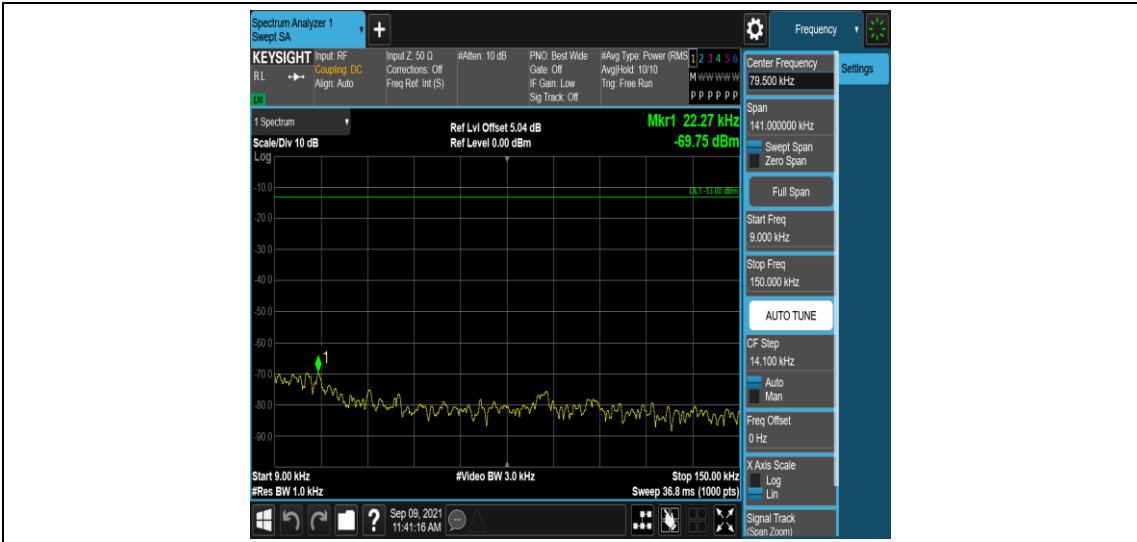 Spectrum Analyzer 1
Swept SA
+
Frequency
KEYSIGHT
RL
LXI
Input: RF
Coupling: DC
Align: Auto
Input Z: 50 Ω
Corrections: Off
Freq Ref: Int (S)
#Atten: 10 dB
PNO: Best Wide
Gate: Off
IF Gain: Low
Sig Track: Off
#Avg Type: Power (RMS
Avg|Hold: 10/10
Trig: Free Run
1 2 3 4 5 6
M W W W W W
P P P P P P
1 Spectrum
Scale/Div 10 dB
Ref Lvl Offset 5.04 dB
Ref Level 0.00 dBm
Mkr1 22.27 kHz
-69.75 dBm
Log
DL1 -13.00 dBm
-10.0
-20.0
-30.0
-40.0
-50.0
-60.0
-70.0
-80.0
-90.0
1
Start 9.00 kHz
#Res BW 1.0 kHz
#Video BW 3.0 kHz
Stop 150.00 kHz
Sweep 36.8 ms (1000 pts)
?
Sep 09, 2021
11:41:16 AM
Center Frequency
79.500 kHz
Settings
Span
141.000000 kHz
Swept Span
Zero Span
Full Span
Start Freq
9.000 kHz
Stop Freq
150.000 kHz
AUTO TUNE
CF Step
14.100 kHz
Auto
Man
Freq Offset
0 Hz
X Axis Scale
Log
Lin
Signal Track
(Span Zoom)